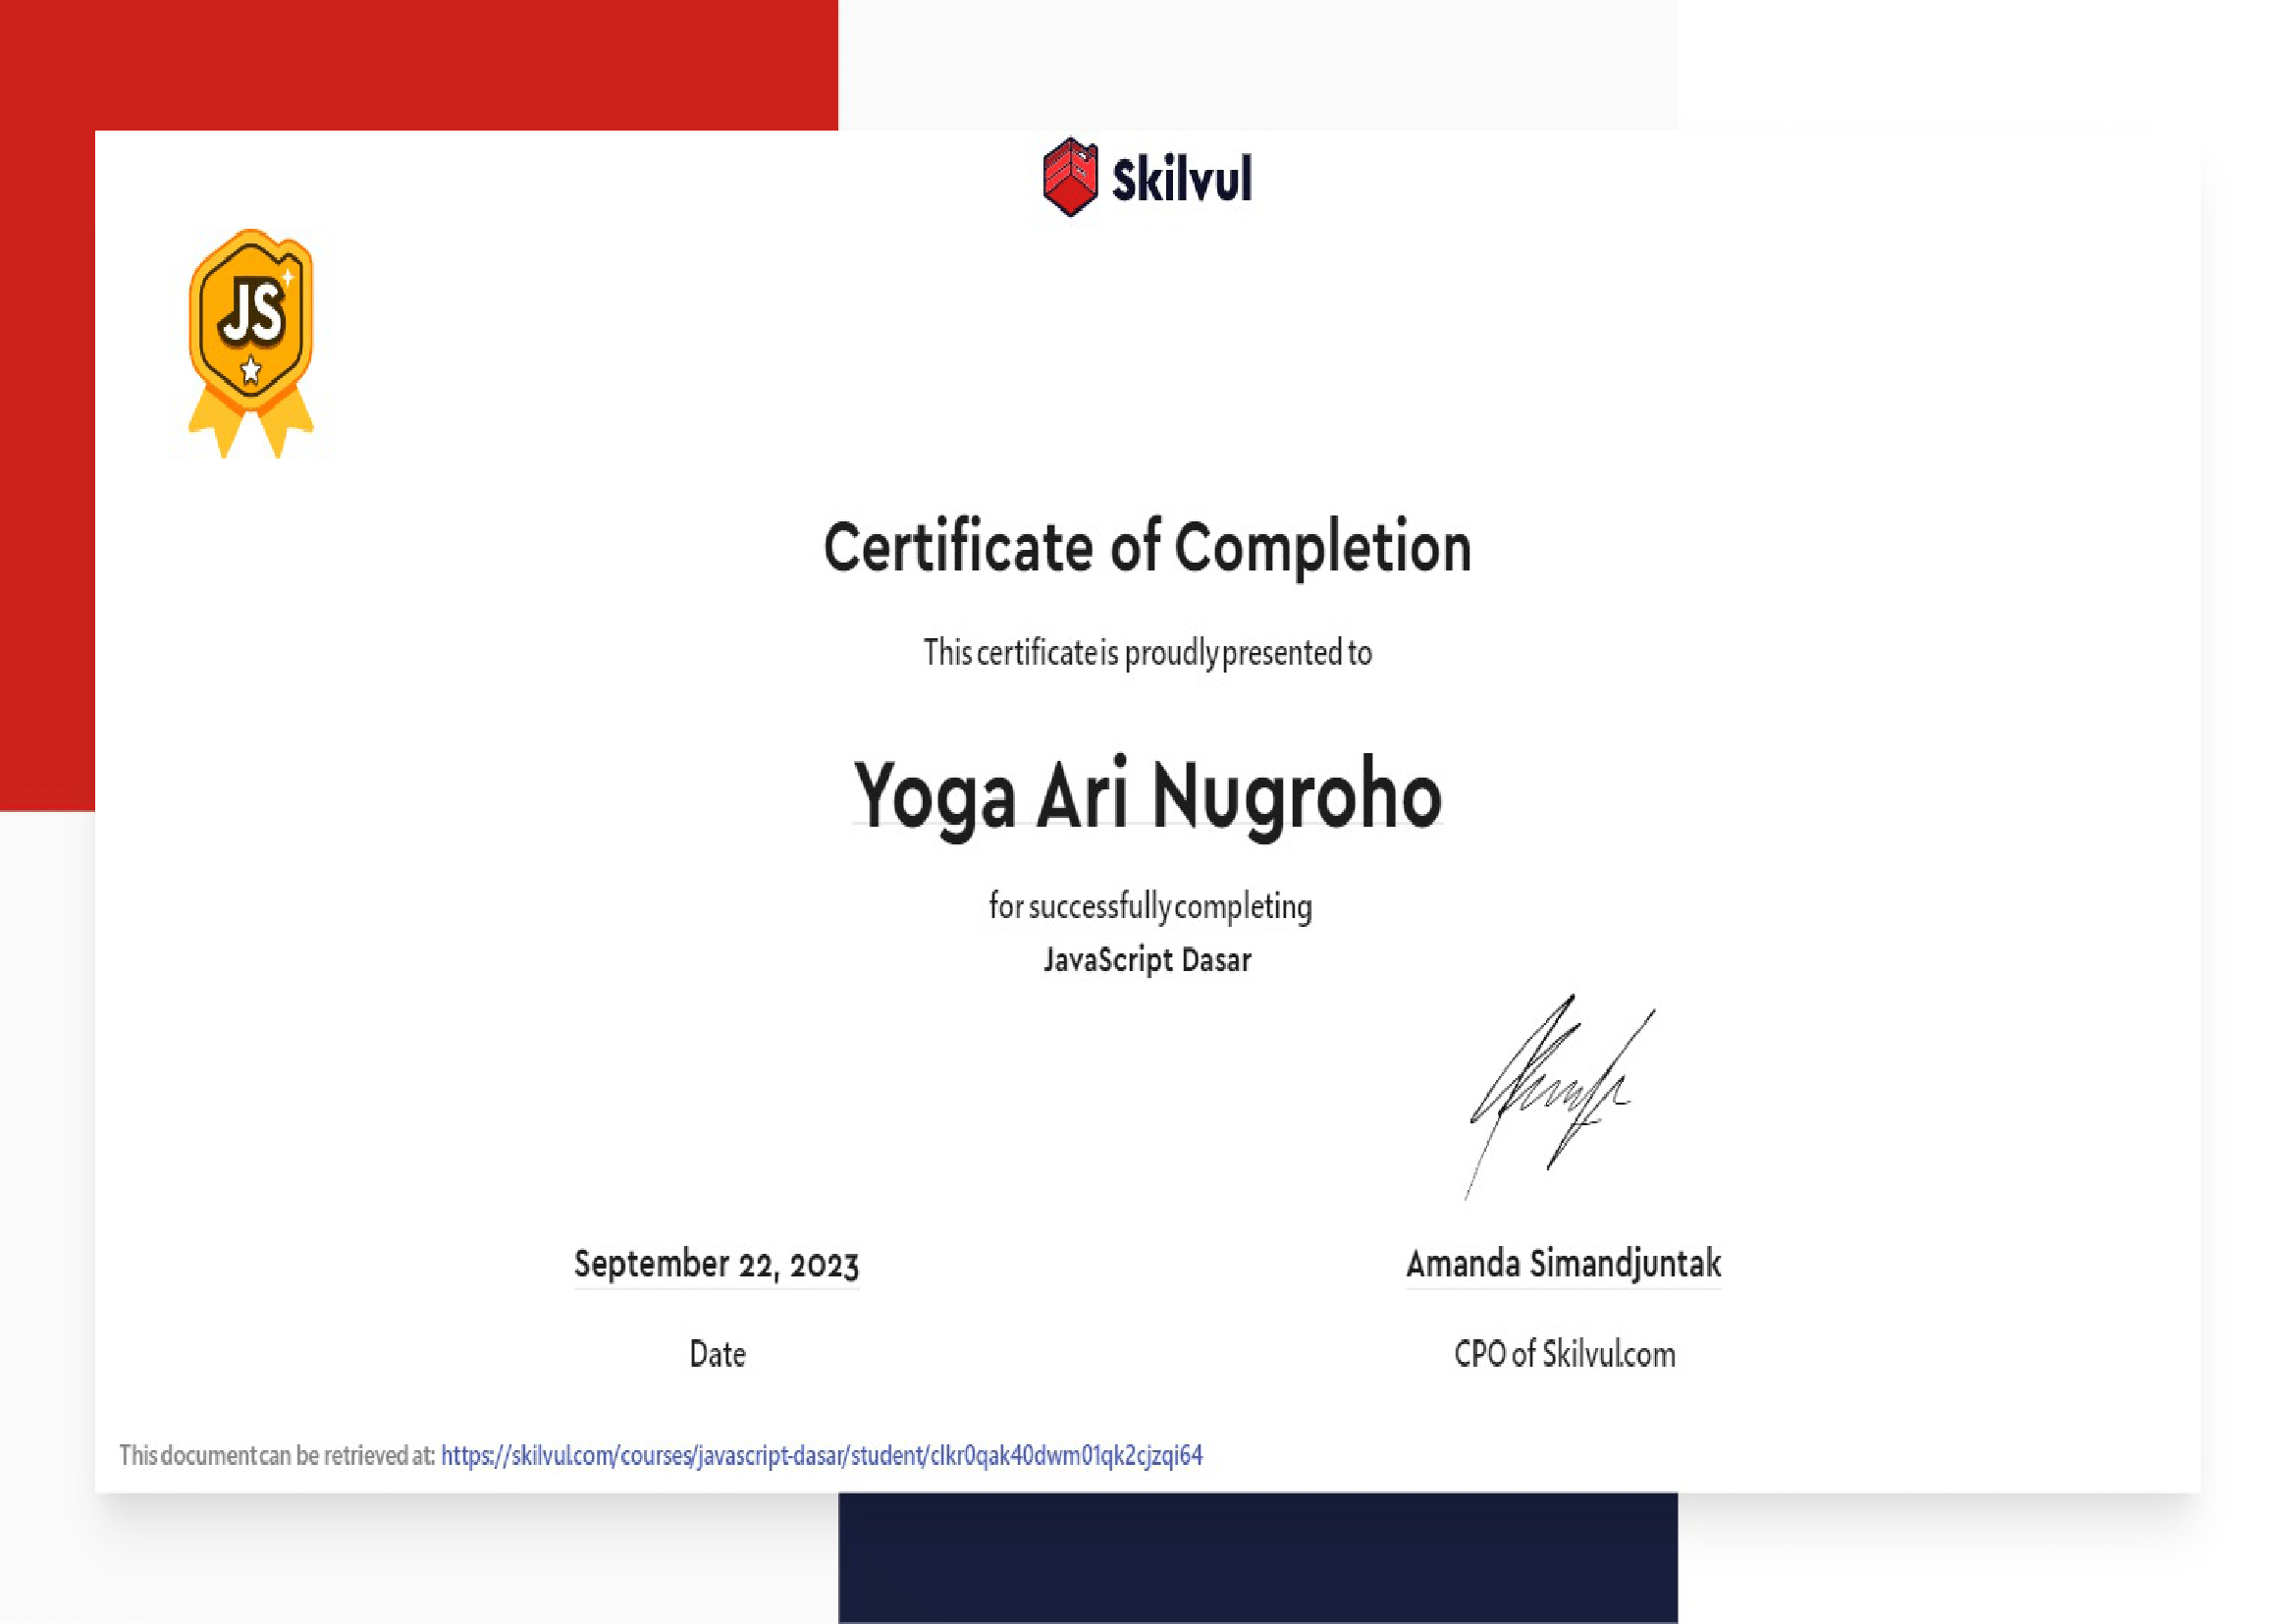 Skilvul
JS
Certificate of Completion
This certificate is proudly presented to
Yoga Ari Nugroho
for successfully completing
JavaScript Dasar
September 22, 2023
Amanda Simandjuntak
Date
CPO of Skilvul.com
This document can be retrieved at: https://skilvul.com/courses/javascript-dasar/student/clkr0qak40dwm01qk2cjzqi64